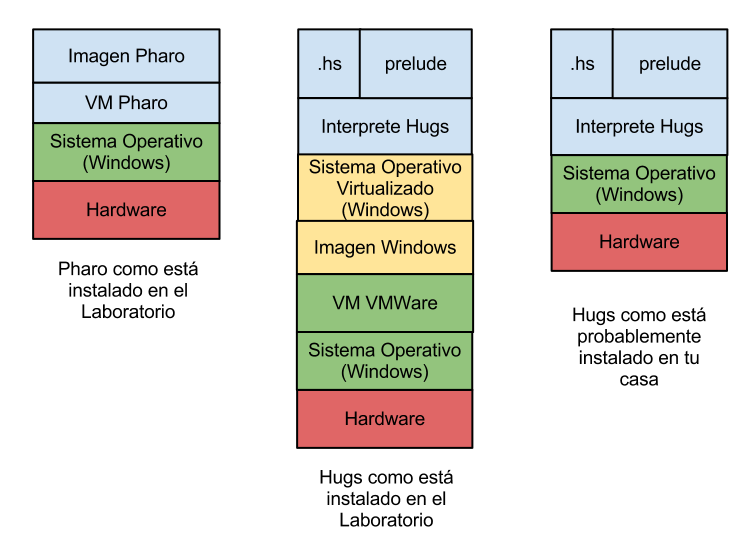 Imagen Pharo
VM Pharo
Sistema Operativo
(Windows)
Hardware
Pharo como está
instalado en el
Laboratorio
.hs
prelude
Interprete Hugs
Sistema Operativo
Virtualizado
(Windows)
Imagen Windows
VM VMWare
Sistema Operativo
(Windows)
Hardware
Hugs como está
instalado en el
Laboratorio
.hs
prelude
Interprete Hugs
Sistema Operativo
(Windows)
Hardware
Hugs como está
probablemente
instalado en tu
casa